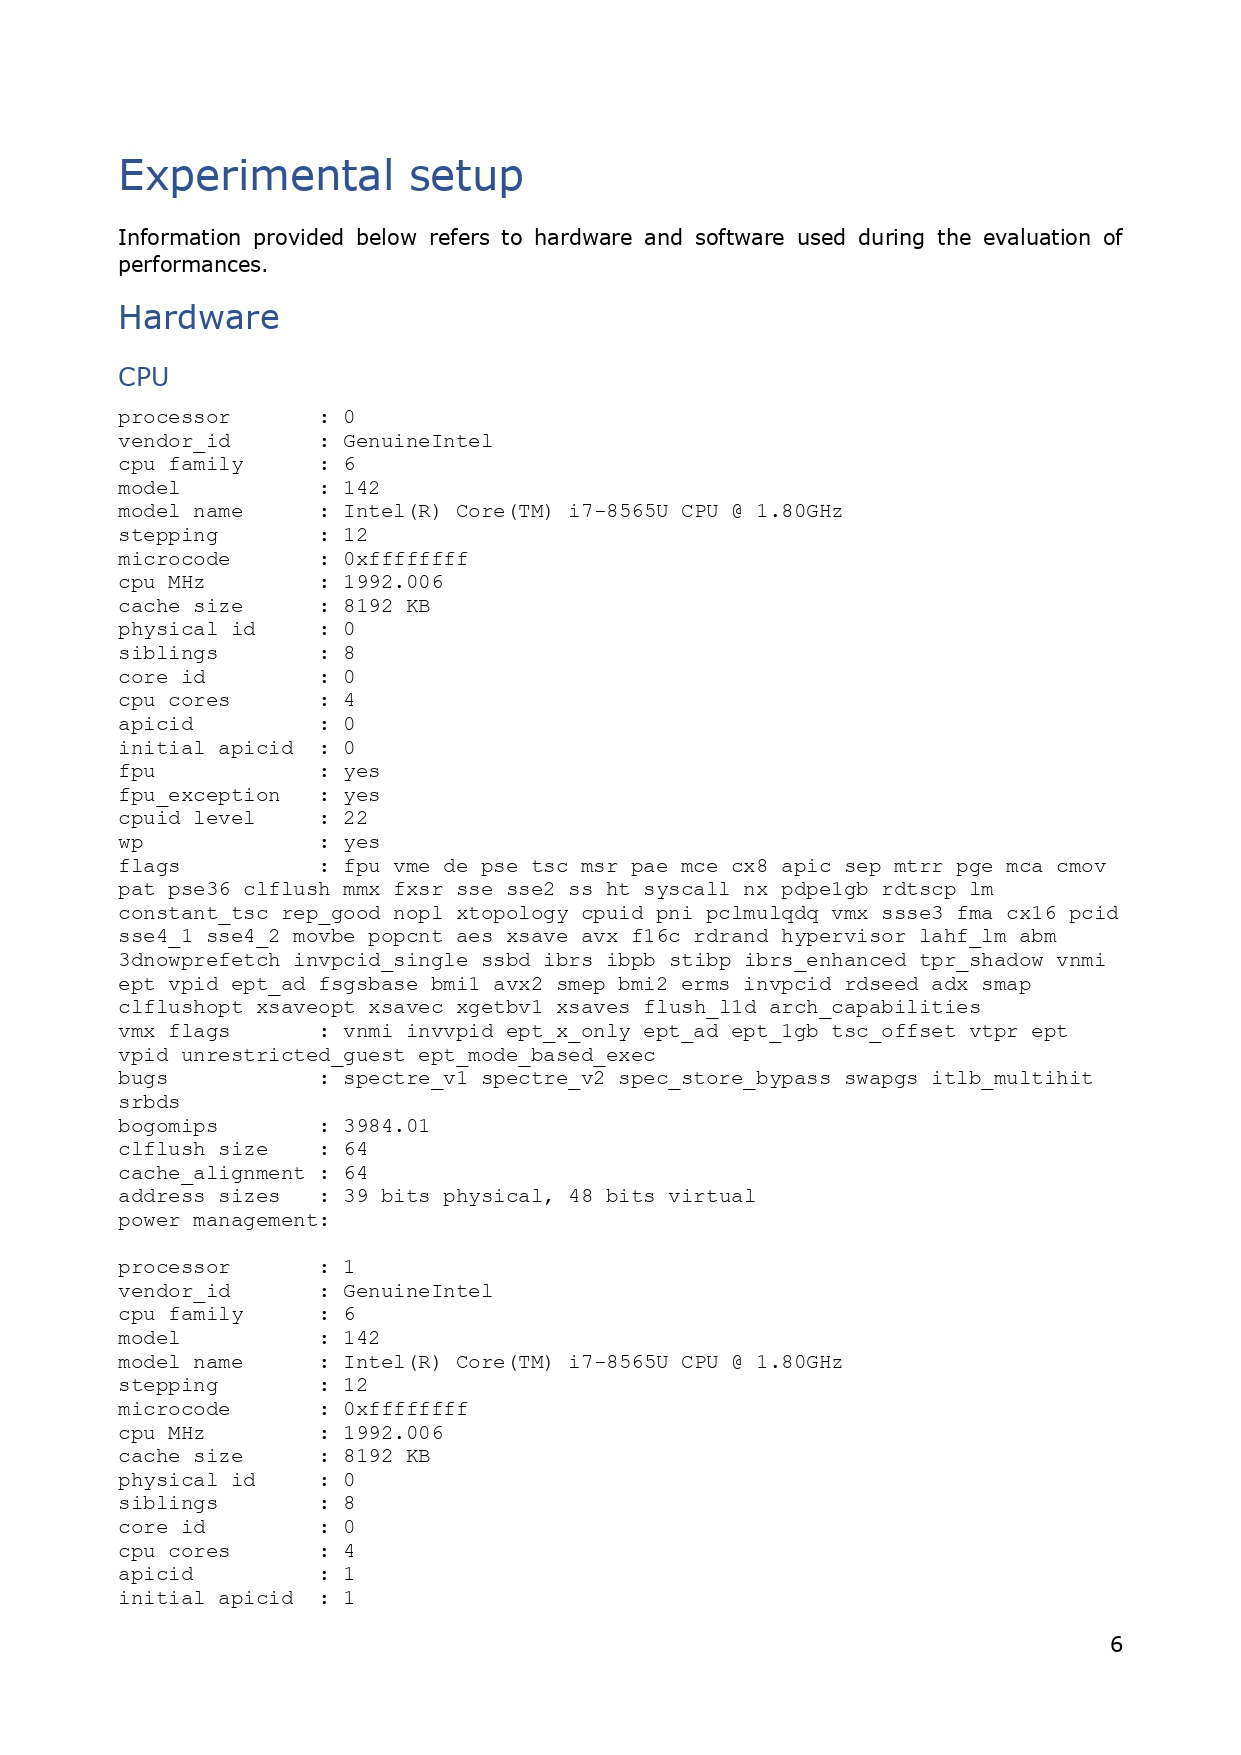 Experimental setup
Information provided below refers to hardware and software used during the evaluation of
performances.
Hardware
CPU
processor       : 0
vendor_id       : GenuineIntel
cpu family      : 6
model           : 142
model name      : Intel(R) Core(TM) i7-8565U CPU @ 1.80GHz
stepping        : 12
microcode       : 0xffffffff
cpu MHz         : 1992.006
cache size      : 8192 KB
physical id     : 0
siblings        : 8
core id         : 0
cpu cores       : 4
apicid          : 0
initial apicid  : 0
fpu             : yes
fpu_exception   : yes
cpuid level     : 22
wp              : yes
flags           : fpu vme de pse tsc msr pae mce cx8 apic sep mtrr pge mca cmov
pat pse36 clflush mmx fxsr sse sse2 ss ht syscall nx pdpe1gb rdtscp lm
constant_tsc rep_good nopl xtopology cpuid pni pclmulqdq vmx ssse3 fma cx16 pcid
sse4_1 sse4_2 movbe popcnt aes xsave avx f16c rdrand hypervisor lahf_lm abm
3dnowprefetch invpcid_single ssbd ibrs ibpb stibp ibrs_enhanced tpr_shadow vnmi
ept vpid ept_ad fsgsbase bmi1 avx2 smep bmi2 erms invpcid rdseed adx smap
clflushopt xsaveopt xsavec xgetbv1 xsaves flush_l1d arch_capabilities
vmx flags       : vnmi invvpid ept_x_only ept_ad ept_1gb tsc_offset vtpr ept
vpid unrestricted_guest ept_mode_based_exec
bugs            : spectre_v1 spectre_v2 spec_store_bypass swapgs itlb_multihit
srbds
bogomips        : 3984.01
clflush size    : 64
cache_alignment : 64
address sizes   : 39 bits physical, 48 bits virtual
power management:
processor       : 1
vendor_id       : GenuineIntel
cpu family      : 6
model           : 142
model name      : Intel(R) Core(TM) i7-8565U CPU @ 1.80GHz
stepping        : 12
microcode       : 0xffffffff
cpu MHz         : 1992.006
cache size      : 8192 KB
physical id     : 0
siblings        : 8
core id         : 0
cpu cores       : 4
apicid          : 1
initial apicid  : 1
6